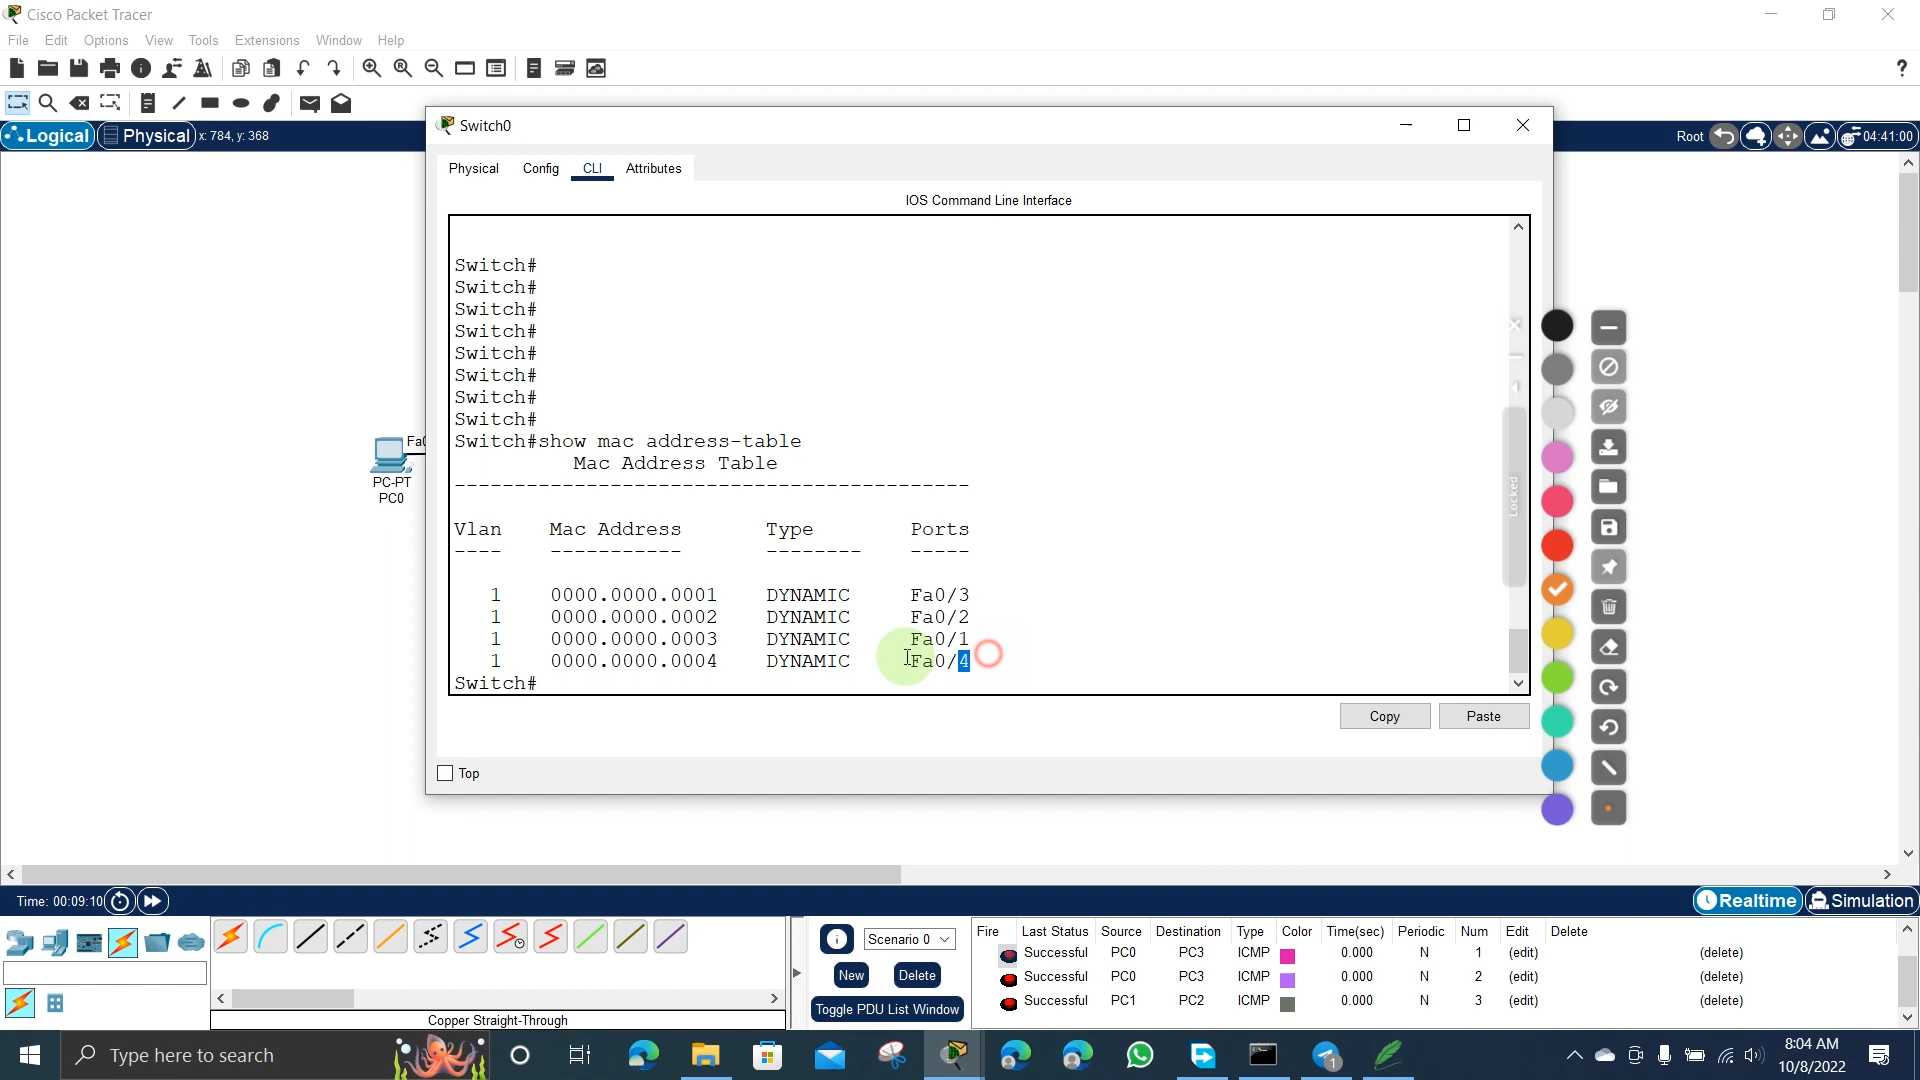 Cisco Packet Tracer
File Edit Options View Tools Extensions Window Help
Logical Physical x: 784, y: 368
Root 04:41:00
Switch0
Physical Config CLI Attributes
IOS Command Line Interface
Switch#
Switch#
Switch#
Switch#
Switch#
Switch#
Switch#
Switch#
Switch#show mac address-table
Mac Address Table
-------------------------------------------
Vlan Mac Address Type Ports
---- ----------- -------- -----
1 0000.0000.0001 DYNAMIC Fa0/3
1 0000.0000.0002 DYNAMIC Fa0/2
1 0000.0000.0003 DYNAMIC Fa0/1
1 0000.0000.0004 DYNAMIC Fa0/4
Switch#
Fa0
PC-PT
PC0
Locked
Copy Paste
Top
Time: 00:09:10
Realtime Simulation
Scenario 0
New Delete
Toggle PDU List Window
Copper Straight-Through
Fire Last Status Source Destination Type Color Time(sec) Periodic Num Edit Delete
Successful PC0 PC3 ICMP 0.000 N 1 (edit) (delete)
Successful PC0 PC3 ICMP 0.000 N 2 (edit) (delete)
Successful PC1 PC2 ICMP 0.000 N 3 (edit) (delete)
Type here to search
1
8:04 AM
10/8/2022